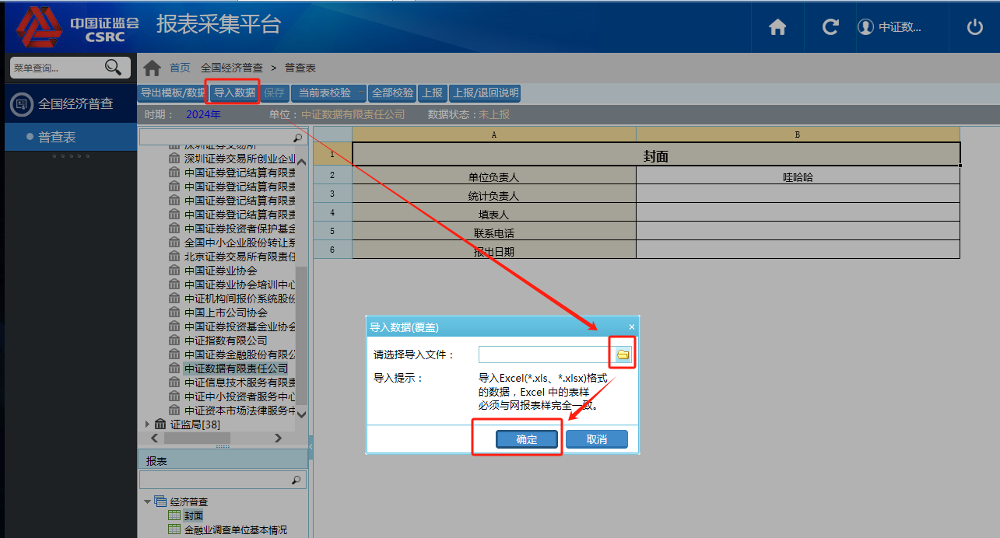 中国证监会
CSRC
报表采集平台
中证数...
菜单查询...
首页 全国经济普查 > 普查表
全国经济普查
普查表
导出模板/数据 导入数据 保存 当前表校验 全部校验 上报 上报/退回说明
时期： 2024年 单位：中证数据有限责任公司 数据状态：未上报
深圳证券交易所
深圳证券交易所创业企业
中国证券登记结算有限责
中国证券登记结算有限责
中国证券登记结算有限责
中国证券登记结算有限责
中国证券投资者保护基金
全国中小企业股份转让系
北京证券交易所有限责任
中国证券业协会
中国证券业协会培训中心
中证机构间报价系统股份
中国上市公司协会
中国证券投资基金业协会
中证指数有限公司
中国证券金融股份有限公
中证数据有限责任公司
中证信息技术服务有限责
中证中小投资者服务中心
中证资本市场法律服务中
证监局[38]
报表
经济普查
封面
金融业调查单位基本情况
A B
1 封面
2 单位负责人 哇哈哈
3 统计负责人
4 填表人
5 联系电话
6 报出日期
导入数据(覆盖) ×
请选择导入文件：
导入提示： 导入Excel(*.xls、*.xlsx)格式
的数据，Excel 中的表样
必须与网报表样完全一致。
确定 取消